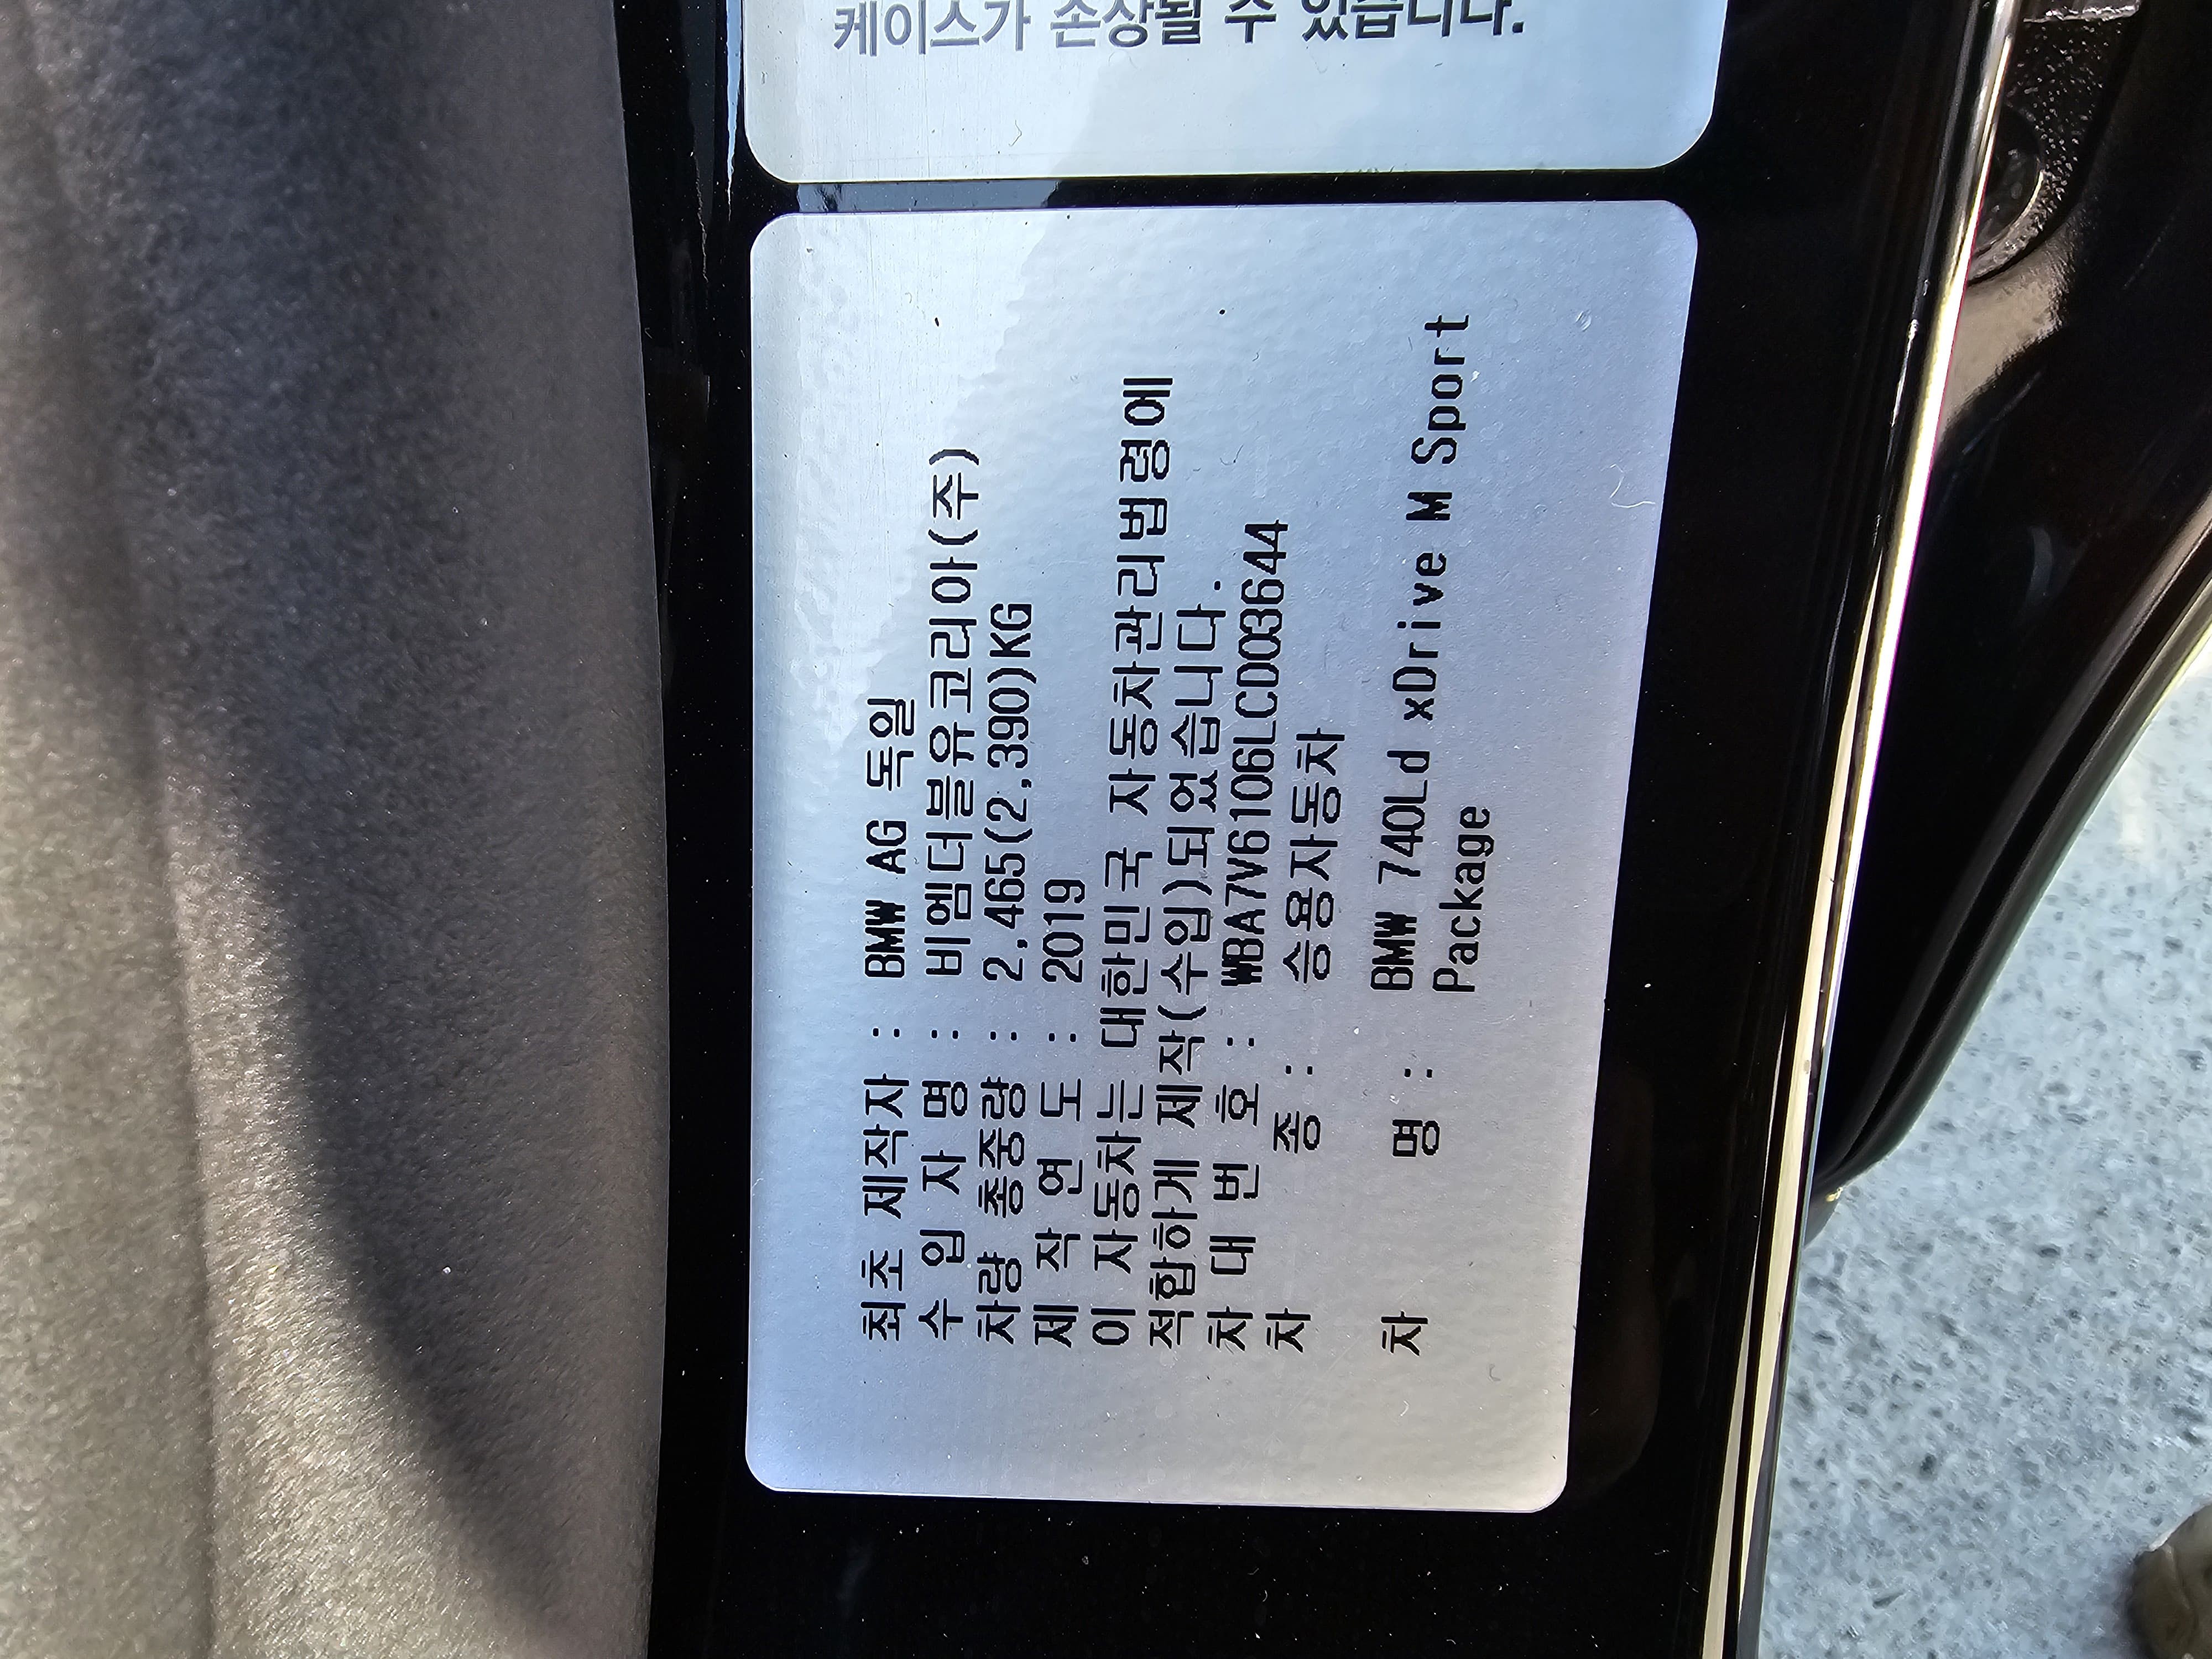 케이스가 손상될 수 있습니다.
최초 제작자 : BMW AG 독일
수 입 자 명 : 비엠더블유코리아(주)
차량 총중량 : 2,465(2,390)KG
제 작 연 도 : 2019
이 자동차는 대한민국 자동차관리법령에
적합하게 제작(수입)되었습니다.
차 대 번 호 : WBA7V6106LCD03644
차 종 : 승용자동차
차 명 : BMW 740Ld xDrive M Sport
Package